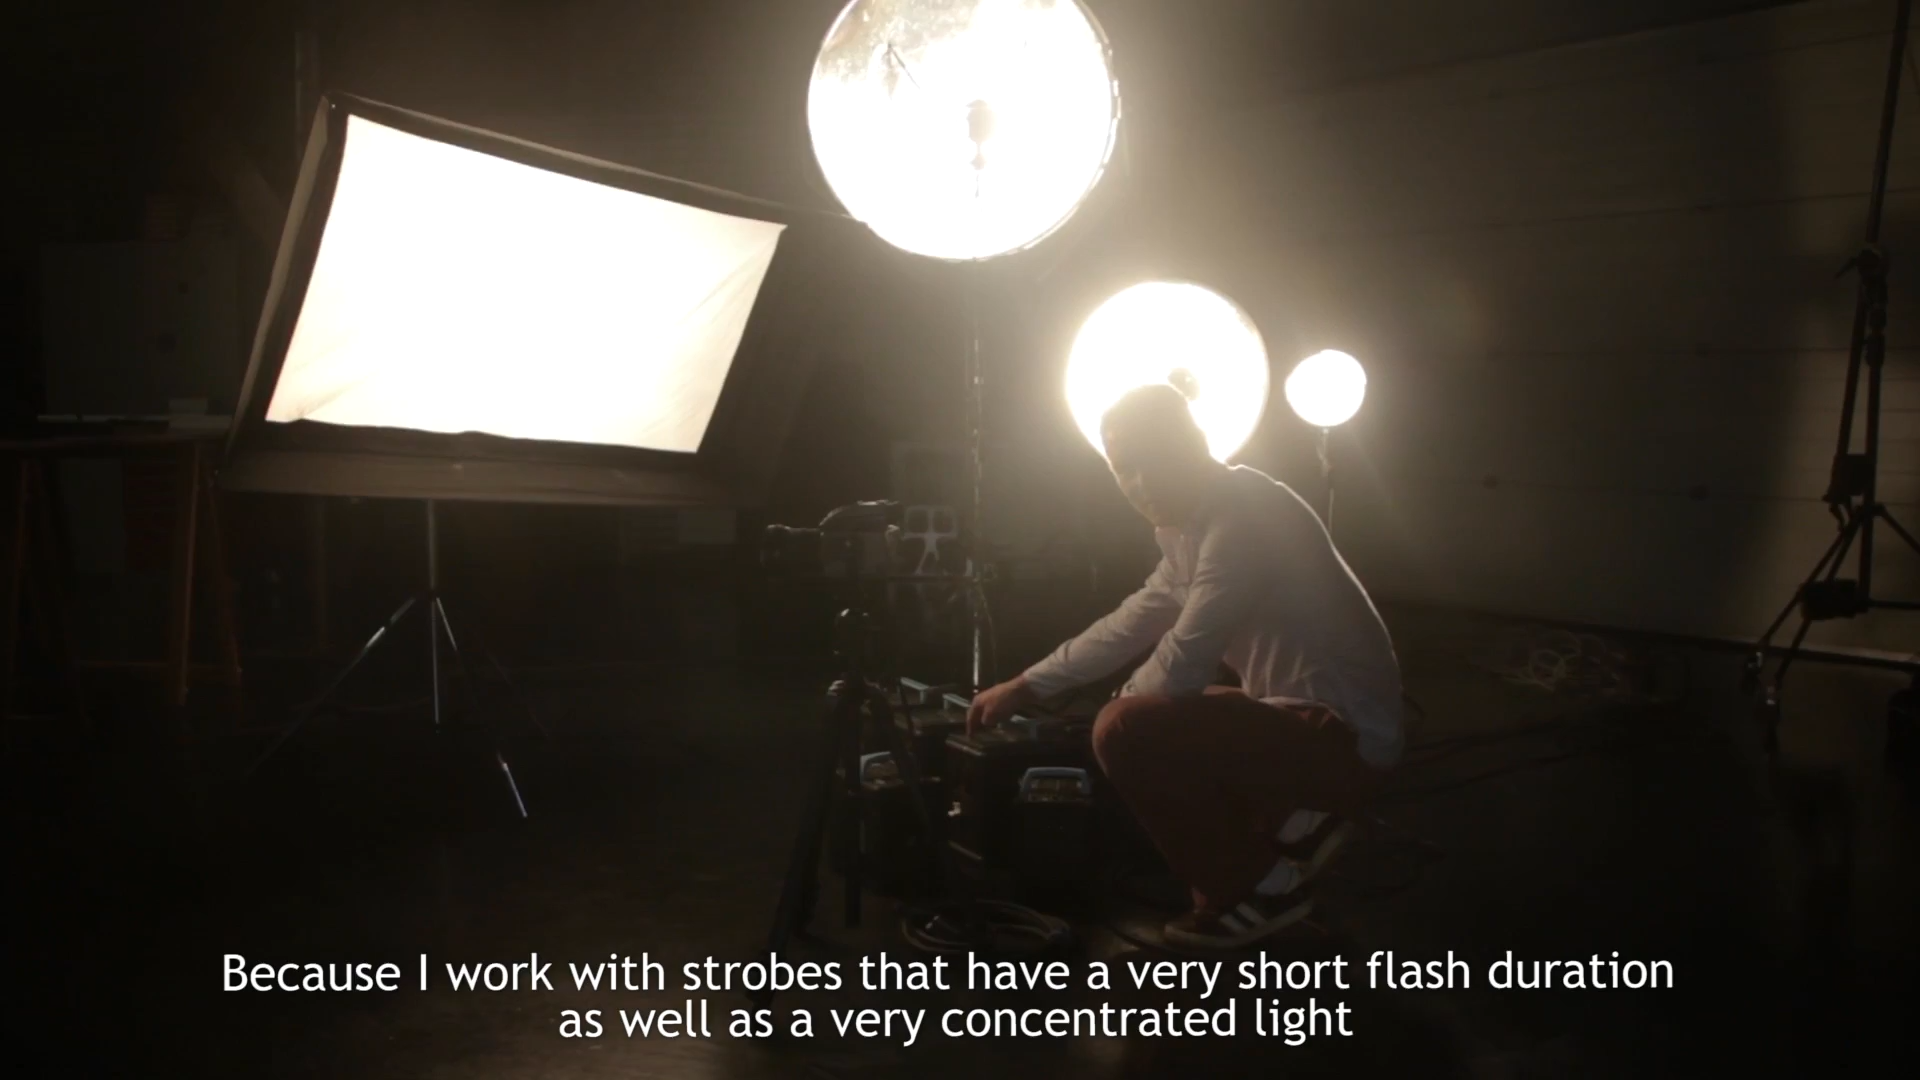 Because I work with strobes that have a very short flash duration
as well as a very concentrated light